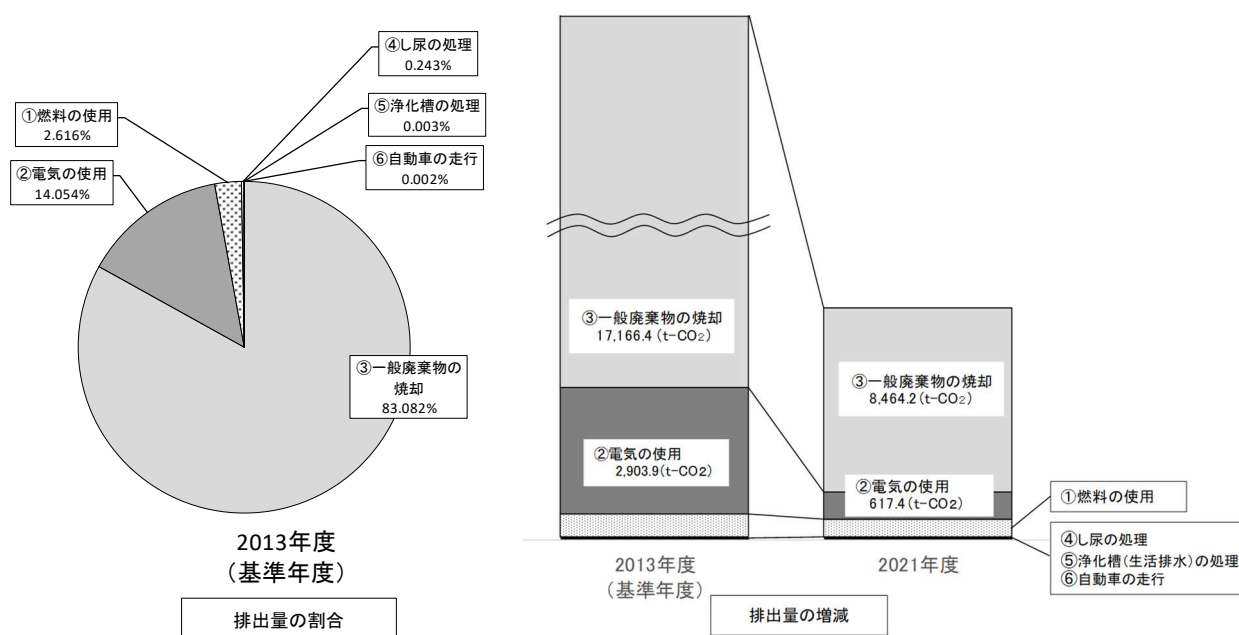 ④し尿の処理
0.243%
①燃料の使用
2.616%
⑤浄化槽の処理
0.003%
⑥自動車の走行
0.002%
②電気の使用
14.054%
③一般廃棄物の
焼却
83.082%
2013年度
（基準年度）
排出量の割合
③一般廃棄物の焼却
17,166.4(t-CO₂)
②電気の使用
2,903.9(t-CO2)
③一般廃棄物の焼却
8,464.2(t-CO₂)
②電気の使用
617.4(t-CO₂)
①燃料の使用
④し尿の処理
⑤浄化槽(生活排水)の処理
⑥自動車の走行
2013年度
（基準年度）
2021年度
排出量の増減